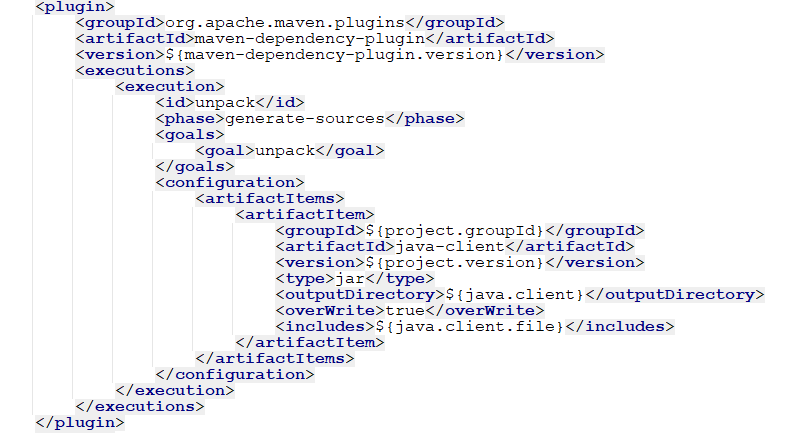 <plugin>
<groupId>org.apache.maven.plugins</groupId>
<artifactId>maven-dependency-plugin</artifactId>
<version>${maven-dependency-plugin.version}</version>
<executions>
<execution>
<id>unpack</id>
<phase>generate-sources</phase>
<goals>
<goal>unpack</goal>
</goals>
<configuration>
<artifactItems>
<artifactItem>
<groupId>${project.groupId}</groupId>
<artifactId>java-client</artifactId>
<version>${project.version}</version>
<type>jar</type>
<outputDirectory>${java.client}</outputDirectory>
<overWrite>true</overWrite>
<includes>${java.client.file}</includes>
</artifactItem>
</artifactItems>
</configuration>
</execution>
</executions>
</plugin>